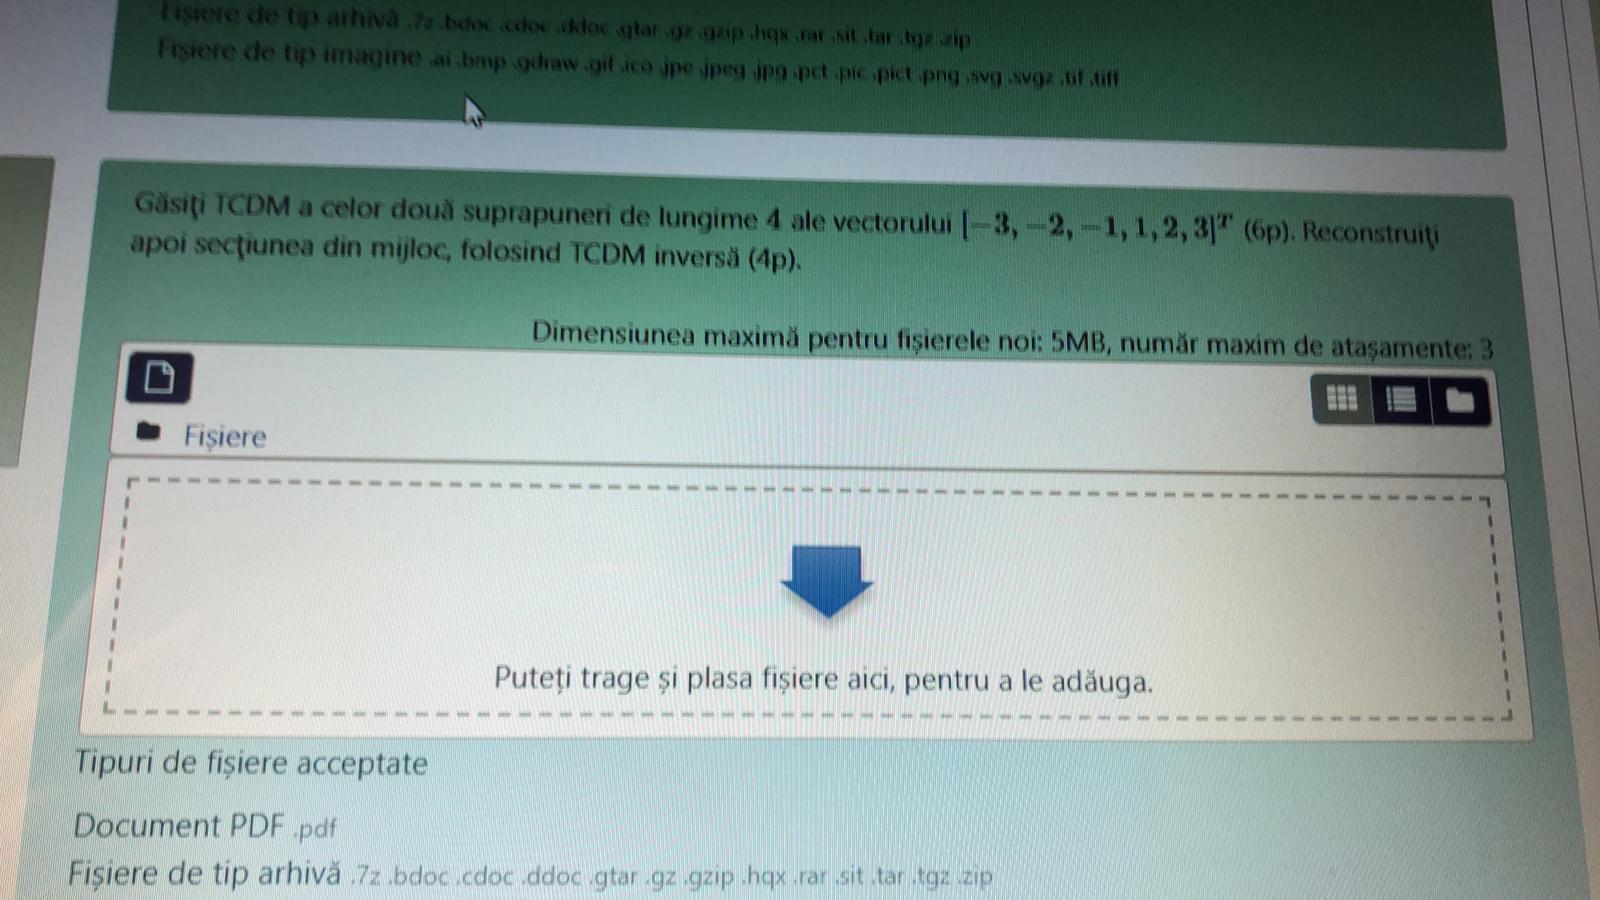 Fișiere de tip arhivă .7z .bdoc .cdoc .ddoc .gtar .gz .gzip .hqx .rar .sit .tar .tgz .zip
Fișiere de tip imagine .ai .bmp .gdraw .gif .ico .jpe .jpeg .jpg .pct .pic .pict .png .svg .svgz .tif .tiff
Găsiţi TCDM a celor două suprapuneri de lungime 4 ale vectorului [−3, −2, −1, 1, 2, 3]ᵀ (6p). Reconstruiţi
apoi secţiunea din mijloc, folosind TCDM inversă (4p).
Dimensiunea maximă pentru fișierele noi: 5MB, număr maxim de atașamente: 3
Fișiere
Puteți trage și plasa fișiere aici, pentru a le adăuga.
Tipuri de fișiere acceptate
Document PDF .pdf
Fișiere de tip arhivă .7z .bdoc .cdoc .ddoc .gtar .gz .gzip .hqx .rar .sit .tar .tgz .zip